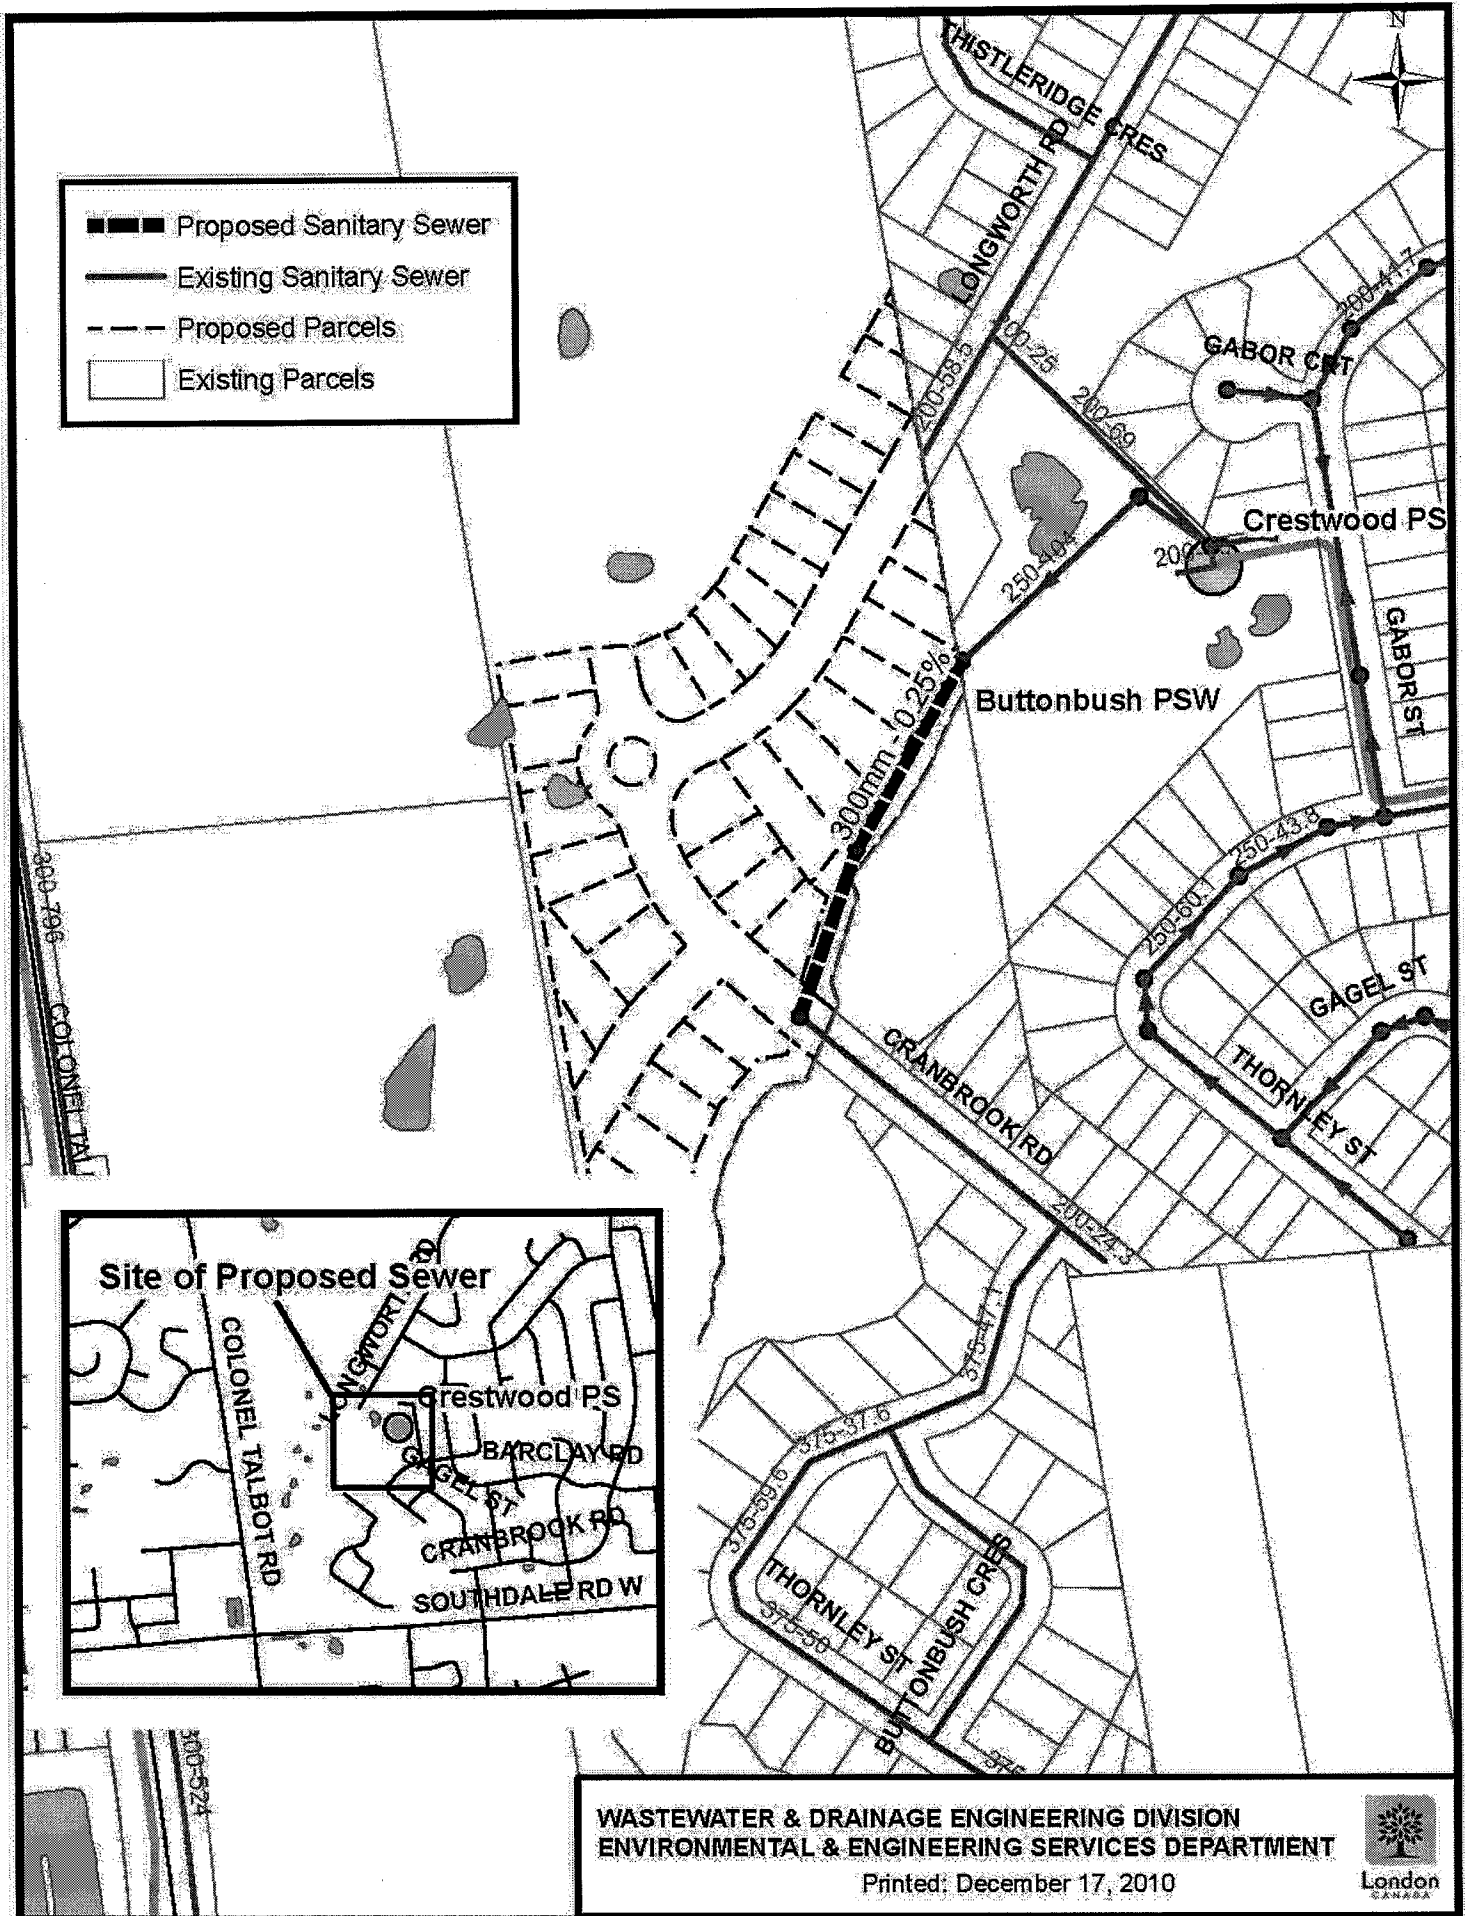 N
THISTLERIDGE CRES
LONGWORTH RD
Proposed Sanitary Sewer
Existing Sanitary Sewer
Proposed Parcels
Existing Parcels
200-41.7
GABOR CRT
200-25
200-58.5
200-69
Crestwood PS
250-104
GABOR ST
300mm - 0.25%
Buttonbush PSW
250-43.8
250-60.1
300-796
COLONEL TAL
GAGEL ST
THORNLEY ST
CRANBROOK RD
200-24.3
375-47.1
375-37.6
375-59.6
THORNLEY ST
375-50
BUTTONBUSH CRES
300-524
Site of Proposed Sewer
COLONEL TALBOT RD
Crestwood PS
BARCLAY RD
GAGEL ST
CRANBROOK RD
SOUTHDALE RD W
WASTEWATER & DRAINAGE ENGINEERING DIVISION
ENVIRONMENTAL & ENGINEERING SERVICES DEPARTMENT
Printed: December 17, 2010
London
CANADA